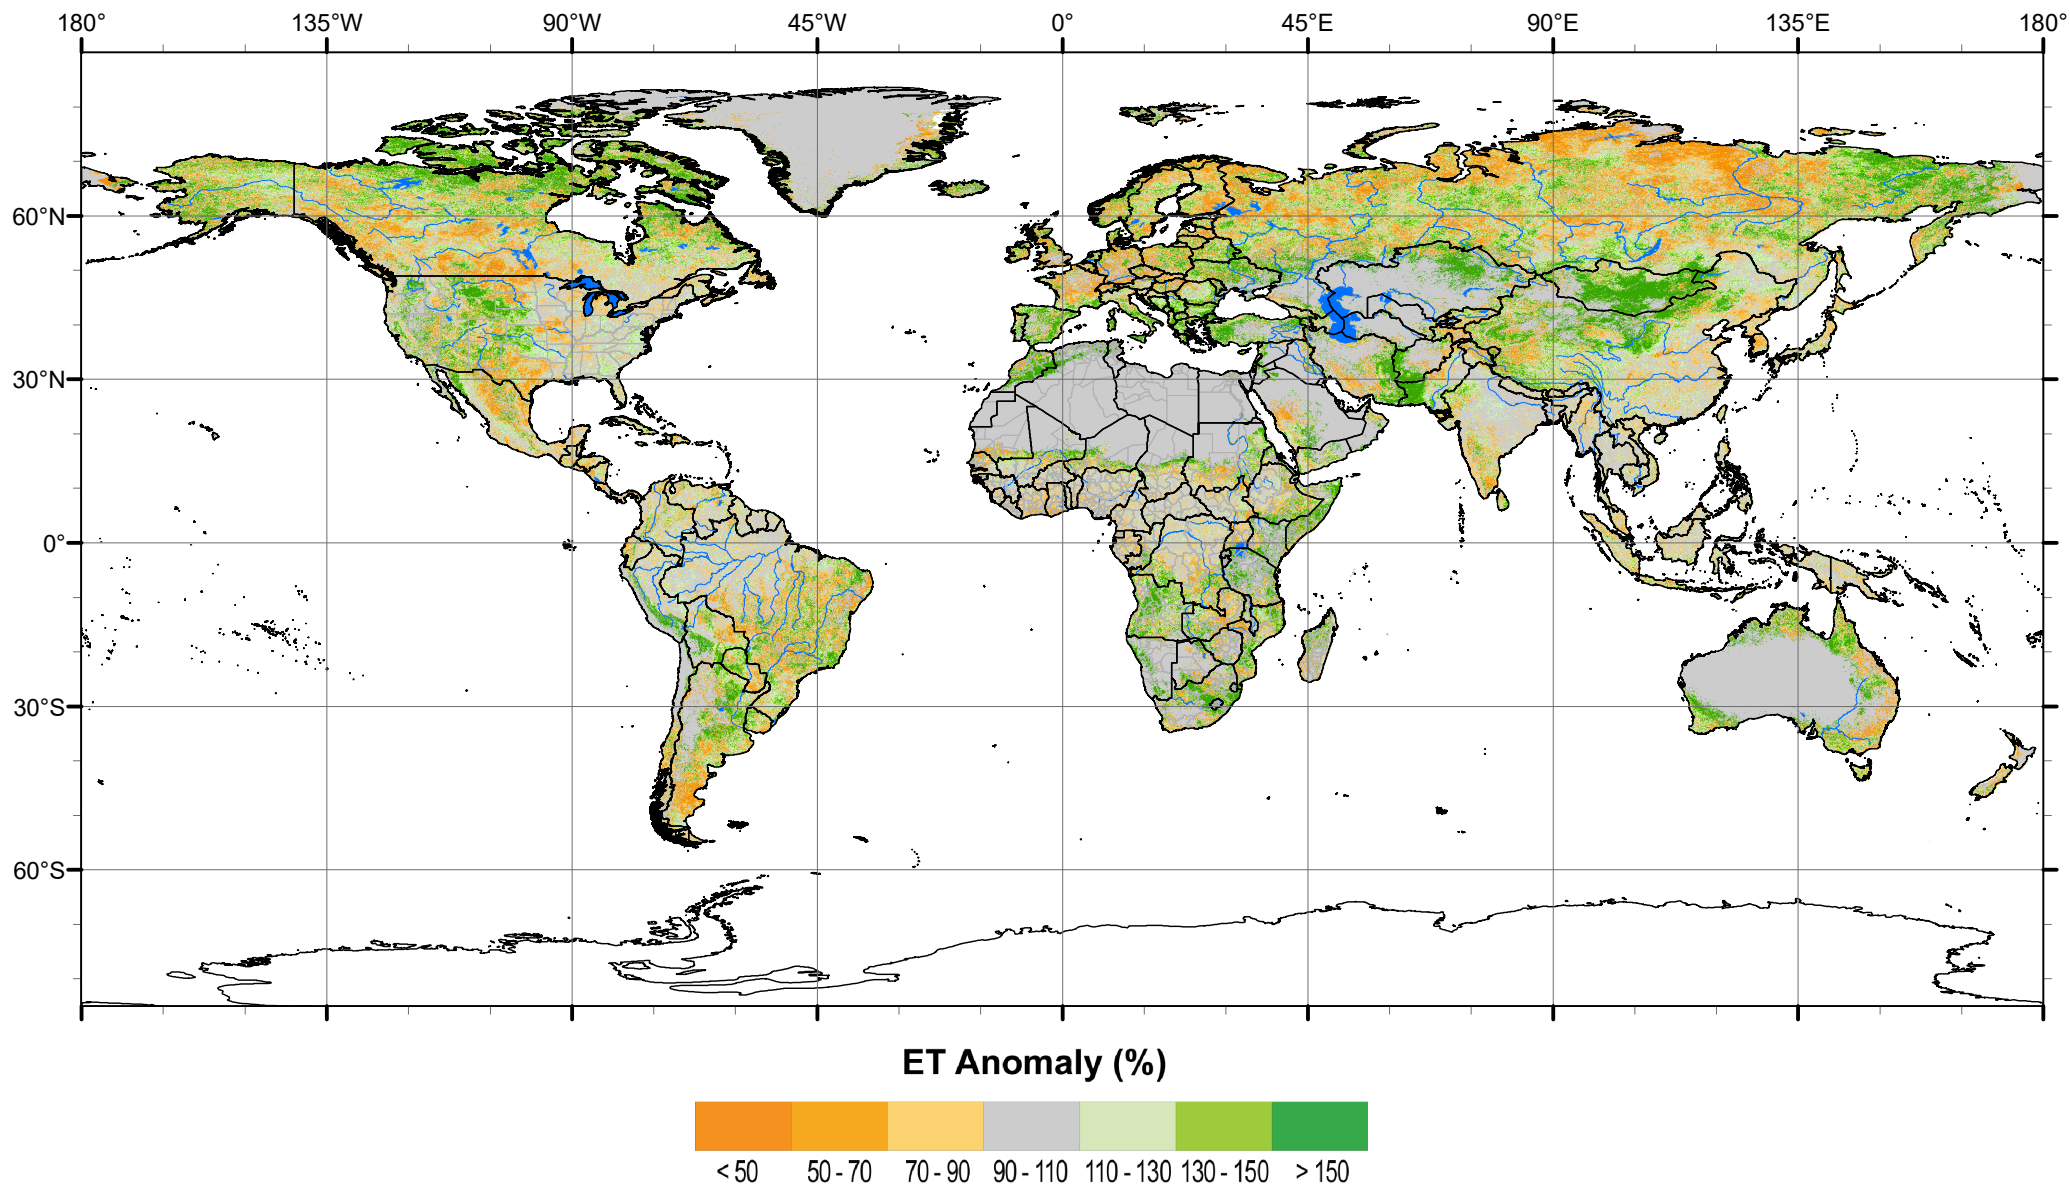 180° 135°W 90°W 45°W 0° 45°E 90°E 135°E 180°
60°N
30°N
0°
30°S
60°S
ET Anomaly (%)
< 50 50 - 70 70 - 90 90 - 110 110 - 130 130 - 150 > 150